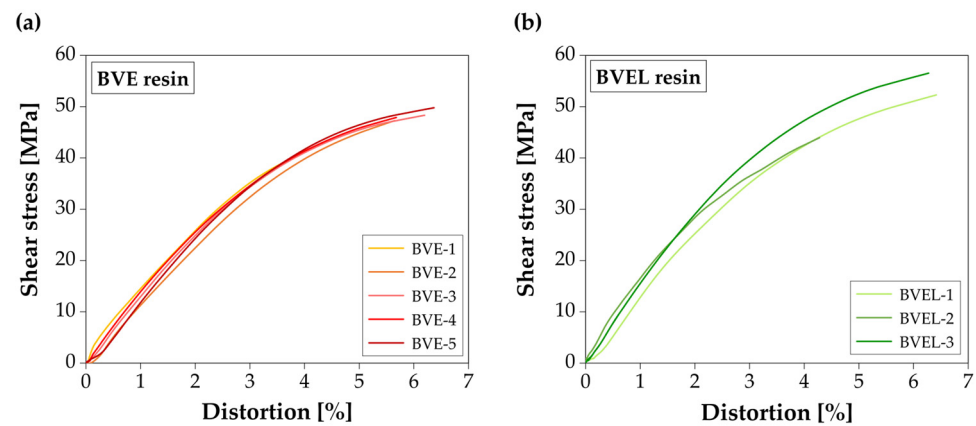 (a)
BVE resin
Shear stress [MPa]
60
50
40
30
20
10
0
0 1 2 3 4 5 6 7
Distortion [%]
BVE-1
BVE-2
BVE-3
BVE-4
BVE-5
(b)
BVEL resin
Shear stress [MPa]
60
50
40
30
20
10
0
0 1 2 3 4 5 6 7
Distortion [%]
BVEL-1
BVEL-2
BVEL-3